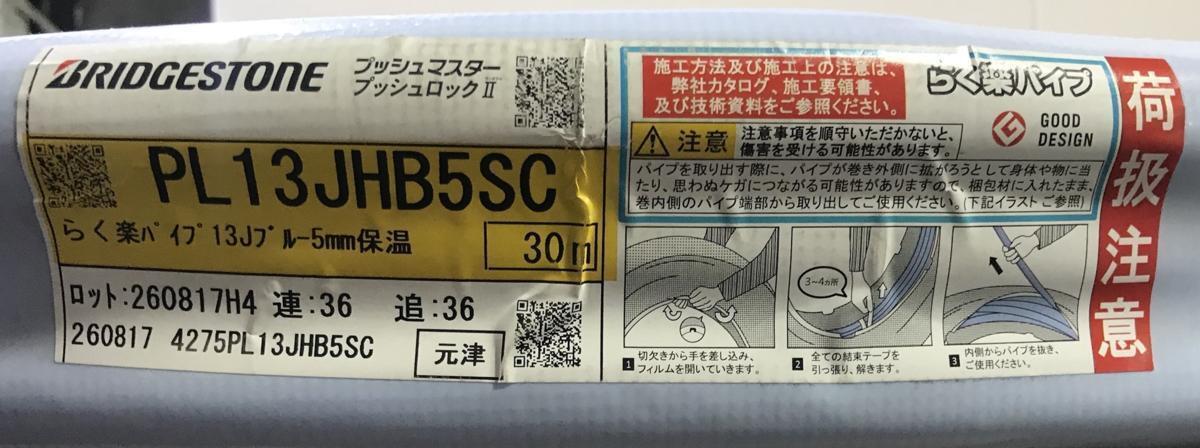 BRIDGESTONE
プッシュマスター
プッシュロックⅡ
PL13JHB5SC
らく楽ﾊﾟｲﾌﾟ13Jﾌﾞﾙｰ5mm保温
30m
ロット:260817H4 連:36 追:36
260817 4275PL13JHB5SC
元津
施工方法及び施工上の注意は、
弊社カタログ、施工要領書、
及び技術資料をご参照ください。
らく楽パイプ
GOOD
DESIGN
注意
注意事項を順守いただかないと、
傷害を受ける可能性があります。
パイプを取り出す際に、パイプが巻き外側に拡がろうとして身体や物に当
たり、思わぬケガにつながる可能性がありますので、梱包材に入れたまま、
巻内側のパイプ端部から取り出してご使用ください。(下記イラストご参照)
3~4ヵ所
1 切欠きから手を差し込み、
フィルムを開いていきます。
2 全ての結束テープを
引っ張り、解きます。
3 内側からパイプを抜き、
ご使用ください。
荷扱注意